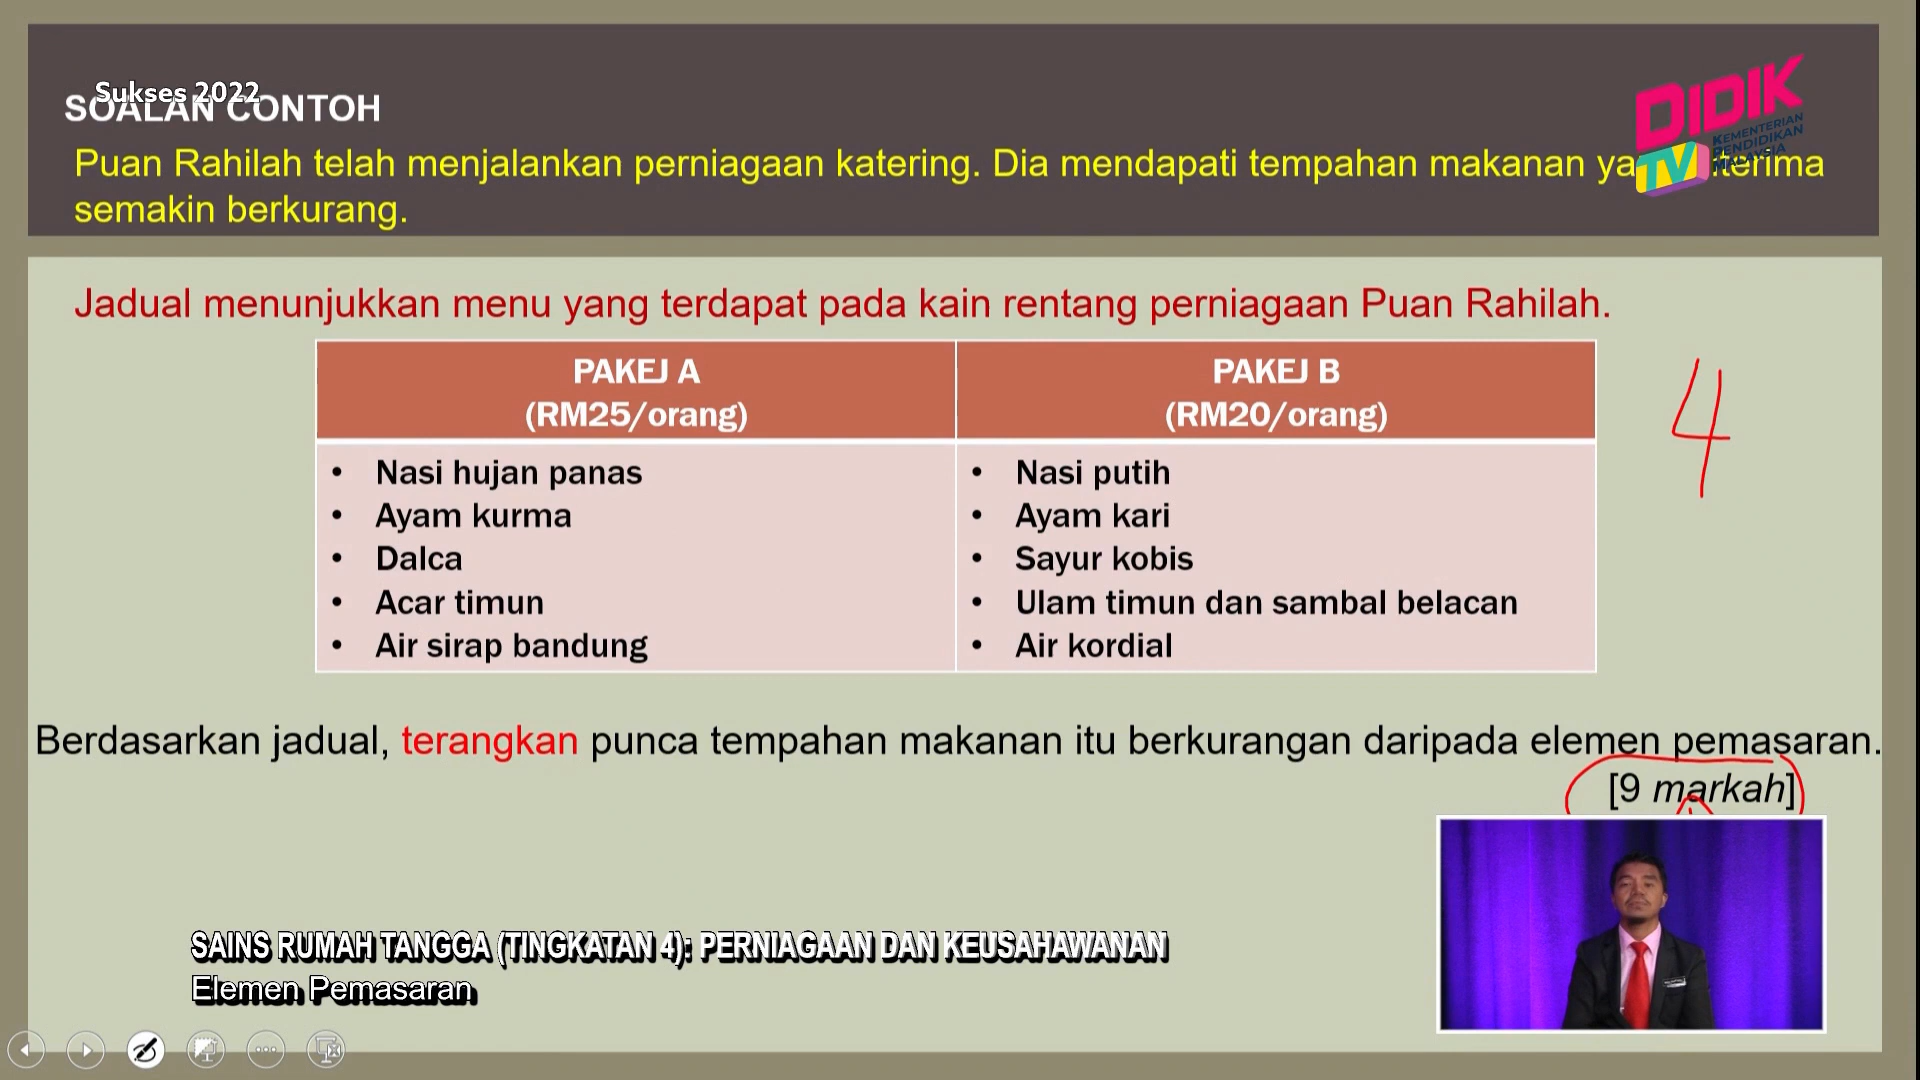 Sukses 2022
SOALAN CONTOH
Puan Rahilah telah menjalankan perniagaan katering. Dia mendapati tempahan makanan
semakin berkurang.
DIDIK
TV
KEMENTERIAN
PENDIDIKAN
MALAYSIA
Jadual menunjukkan menu yang terdapat pada kain rentang perniagaan Puan Rahilah.
PAKEJ A
(RM25/orang)
• Nasi hujan panas
• Ayam kurma
• Dalca
• Acar timun
• Air sirap bandung
PAKEJ B
(RM20/orang)
• Nasi putih
• Ayam kari
• Sayur kobis
• Ulam timun dan sambal belacan
• Air kordial
4
Berdasarkan jadual, terangkan punca tempahan makanan itu berkurangan daripada elemen pemasaran.
[9 markah]
SAINS RUMAH TANGGA (TINGKATAN 4): PERNIAGAAN DAN KEUSAHAWANAN
Elemen Pemasaran